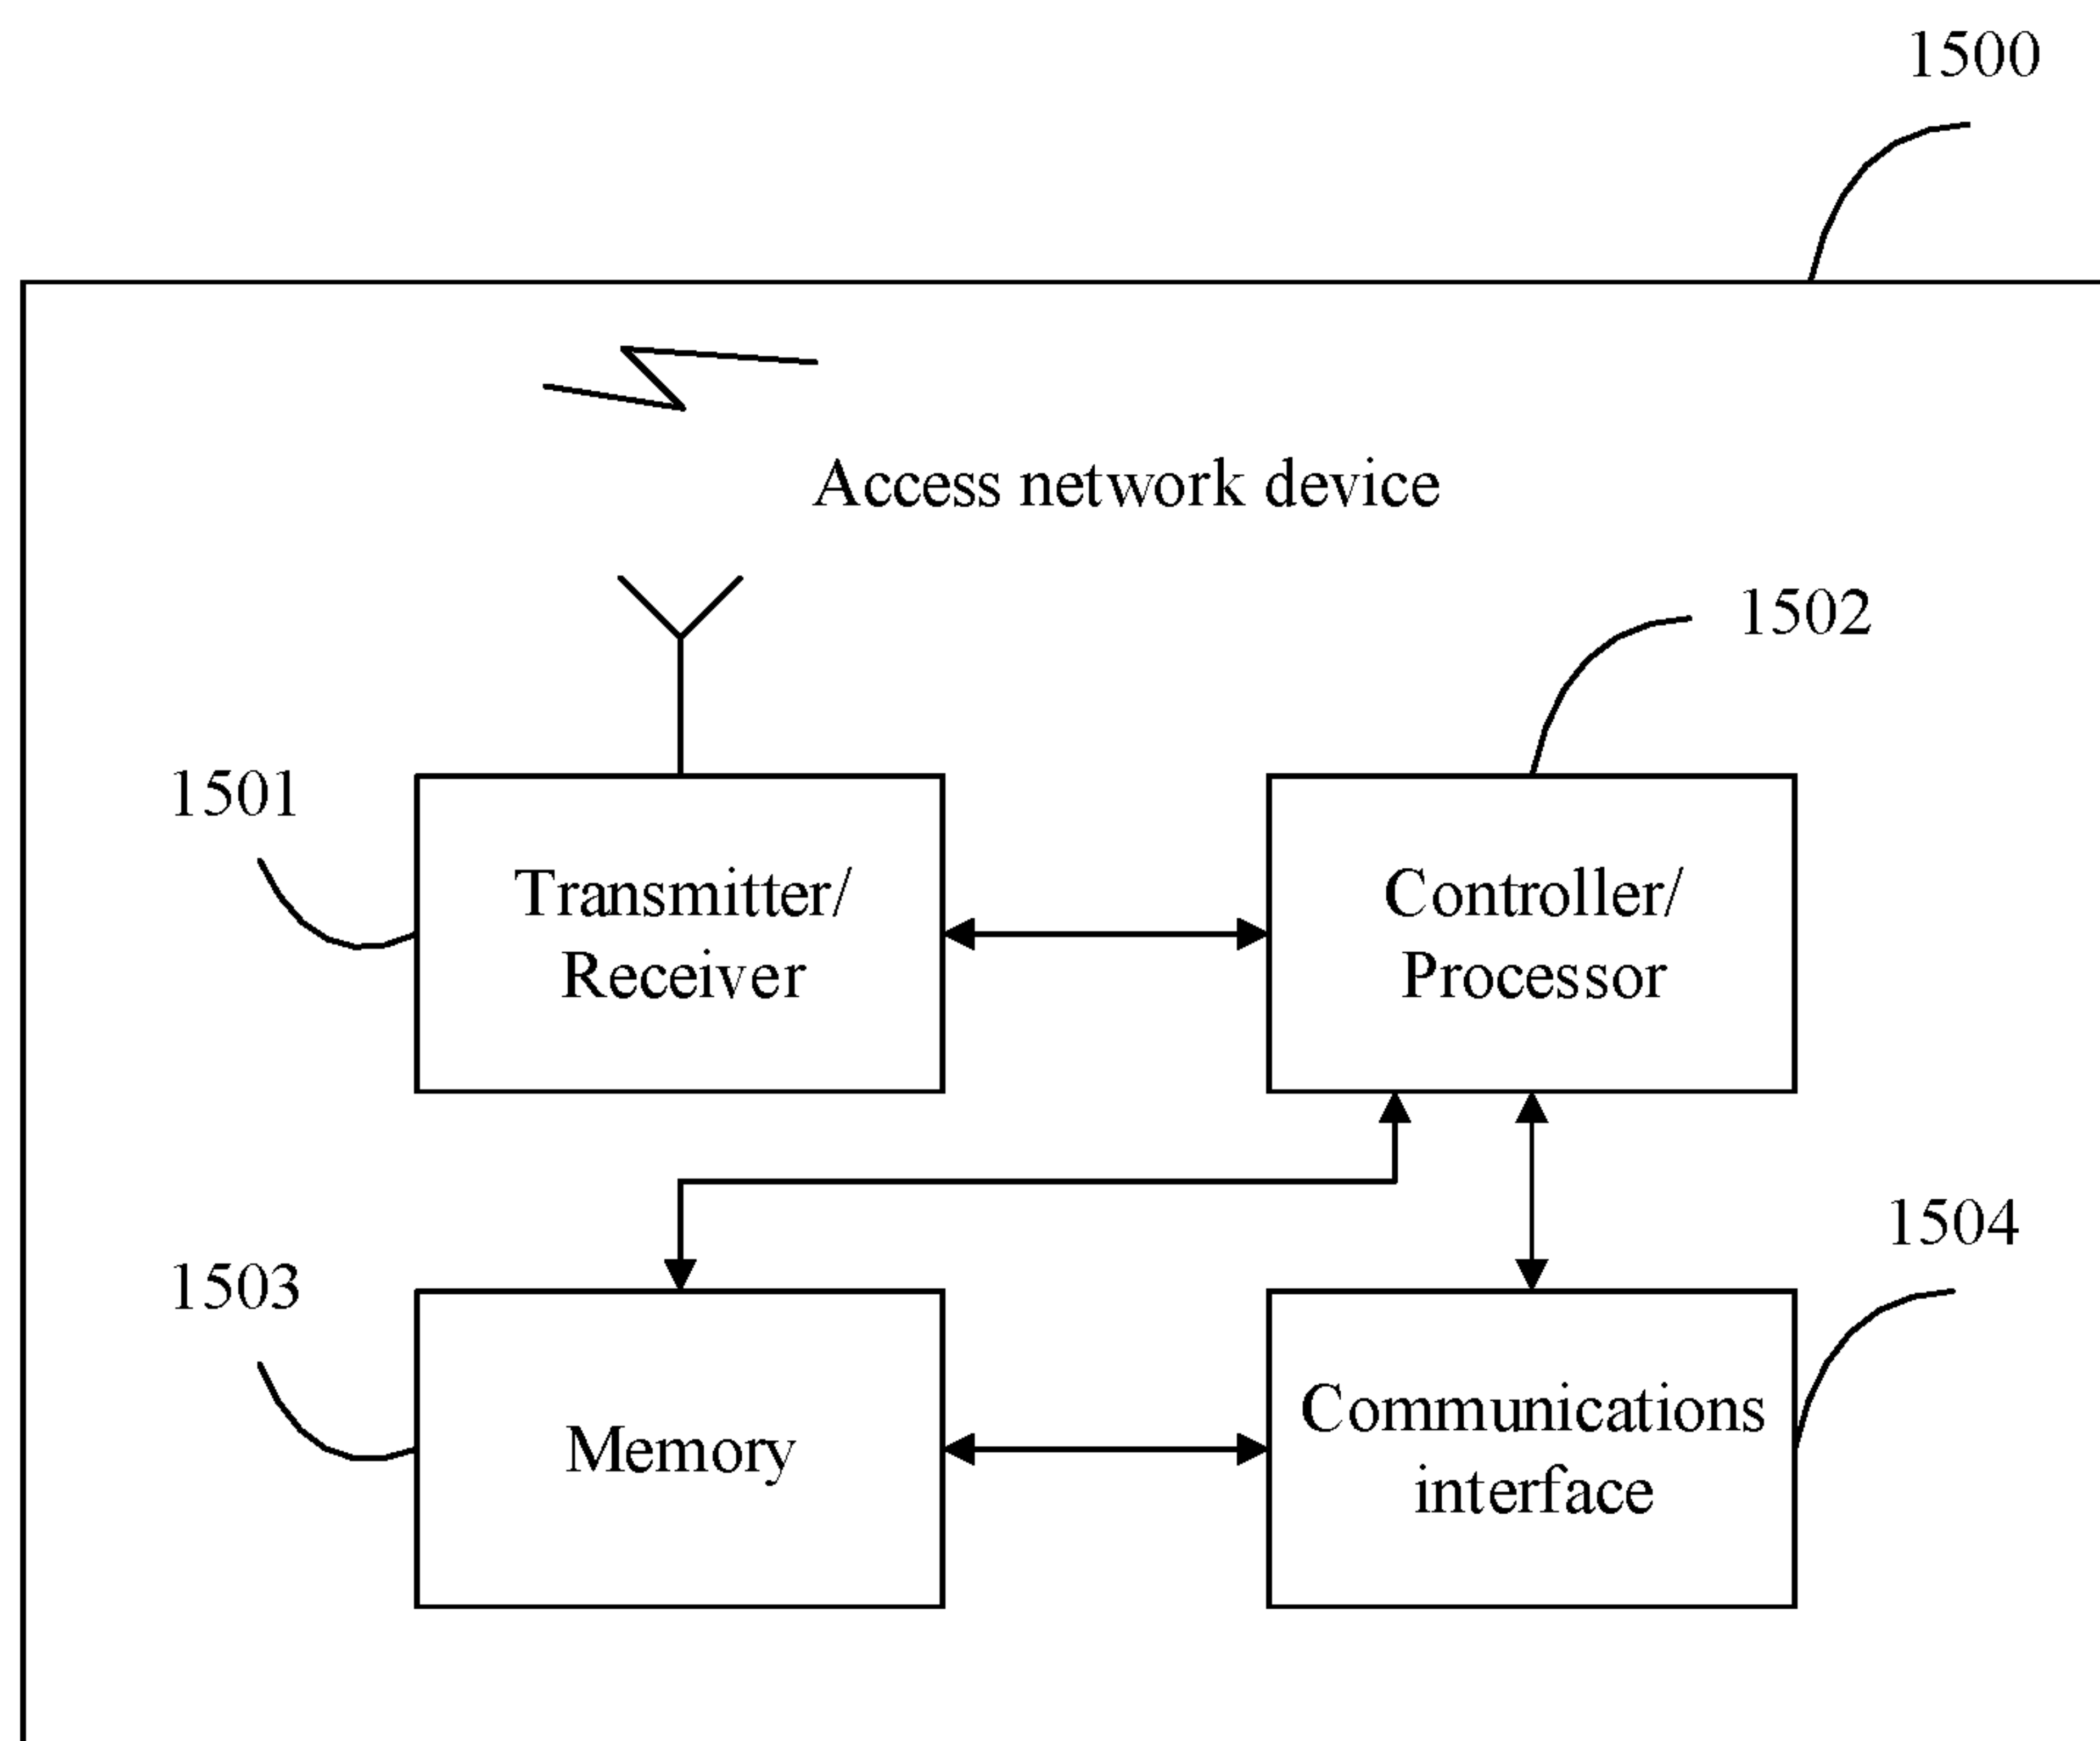 1500
Access network device
1502
1501
Transmitter/
Receiver
Controller/
Processor
1504
1503
Memory
Communications
interface